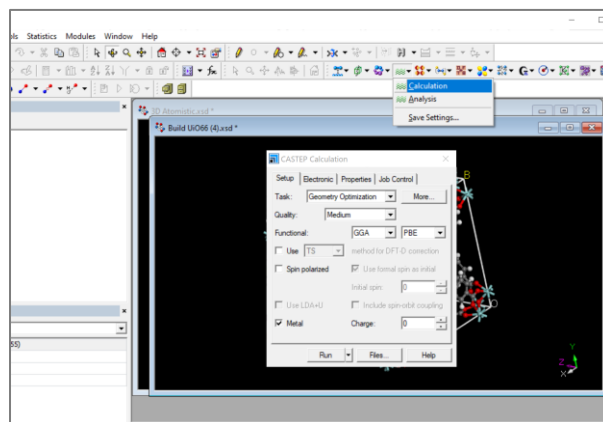 ols Statistics Modules Window Help
Calculation
Analysis
Save Settings...
3D Atomistic.xsd *
Build UiO66 (4).xsd *
CASTEP Calculation
Setup Electronic Properties Job Control
Task: Geometry Optimization More...
Quality: Medium
Functional: GGA PBE
Use TS method for DFT-D correction
Spin polarized Use formal spin as initial
Initial spin: 0
Use LDA+U Include spin-orbit coupling
Metal Charge: 0
Run Files... Help
B
O
55)
Y
Z
X